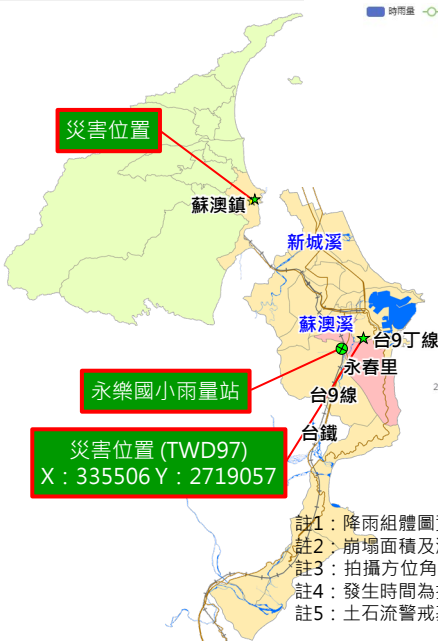 時雨量
災害位置
蘇澳鎮
新城溪
蘇澳溪
台9丁線
永春里
永樂國小雨量站
台9線
台鐵
災害位置 (TWD97)
X：335506 Y：2719057
2
註1：降雨組體圖
註2：崩塌面積及
註3：拍攝方位角
註4：發生時間為
註5：土石流警戒